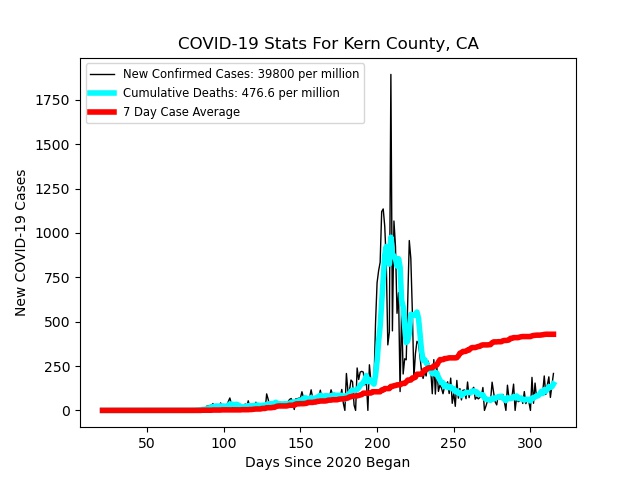 COVID-19 Stats For Kern County, CA
New Confirmed Cases: 39800 per million
Cumulative Deaths: 476.6 per million
7 Day Case Average
New COVID-19 Cases
1750
1500
1250
1000
750
500
250
0
50 100 150 200 250 300
Days Since 2020 Began